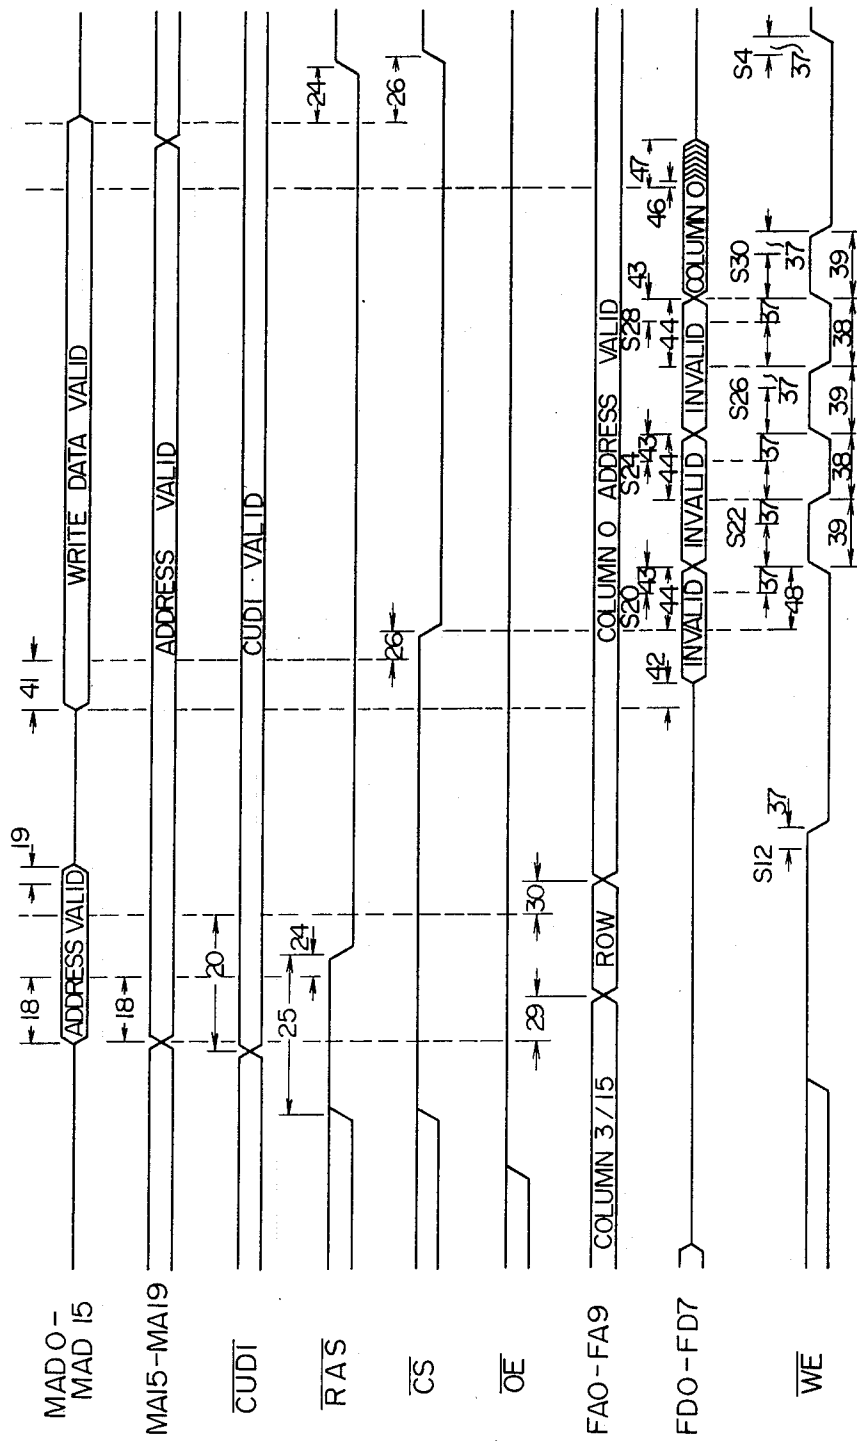 MAD 0-
MAD 15
18
ADDRESS VALID
19
41
WRITE DATA VALID
MA15-MA19
18
ADDRESS VALID
CUDI
20
CUDI VALID
RAS
25
24
24
CS
26
26
OE
29
30
FA0-FA9
COLUMN 3/15
ROW
COLUMN 0 ADDRESS VALID
S20
S24
S28
43
43
43
44
44
44
42
46
47
FD0-FD7
INVALID
INVALID
INVALID
COLUMN 0
S12
37
S22
S26
S30
S4
37
37
37
37
37
37
37
48
WE
39
38
39
38
39